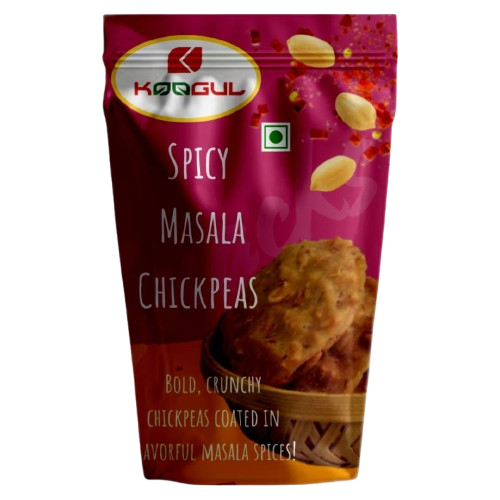 KOOGUL
SPICY
MASALA
CHICKPEAS
BOLD, CRUNCHY
CHICKPEAS COATED IN
AVORFUL MASALA SPICES!